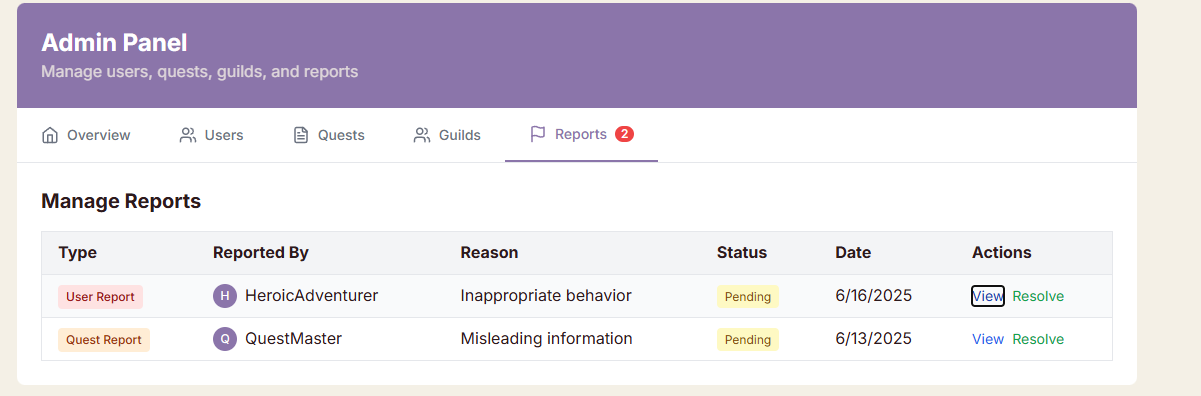 Admin Panel
Manage users, quests, guilds, and reports
Overview Users Quests Guilds Reports 2
Manage Reports
Type Reported By Reason Status Date Actions
User Report H HeroicAdventurer Inappropriate behavior Pending 6/16/2025 View Resolve
Quest Report Q QuestMaster Misleading information Pending 6/13/2025 View Resolve